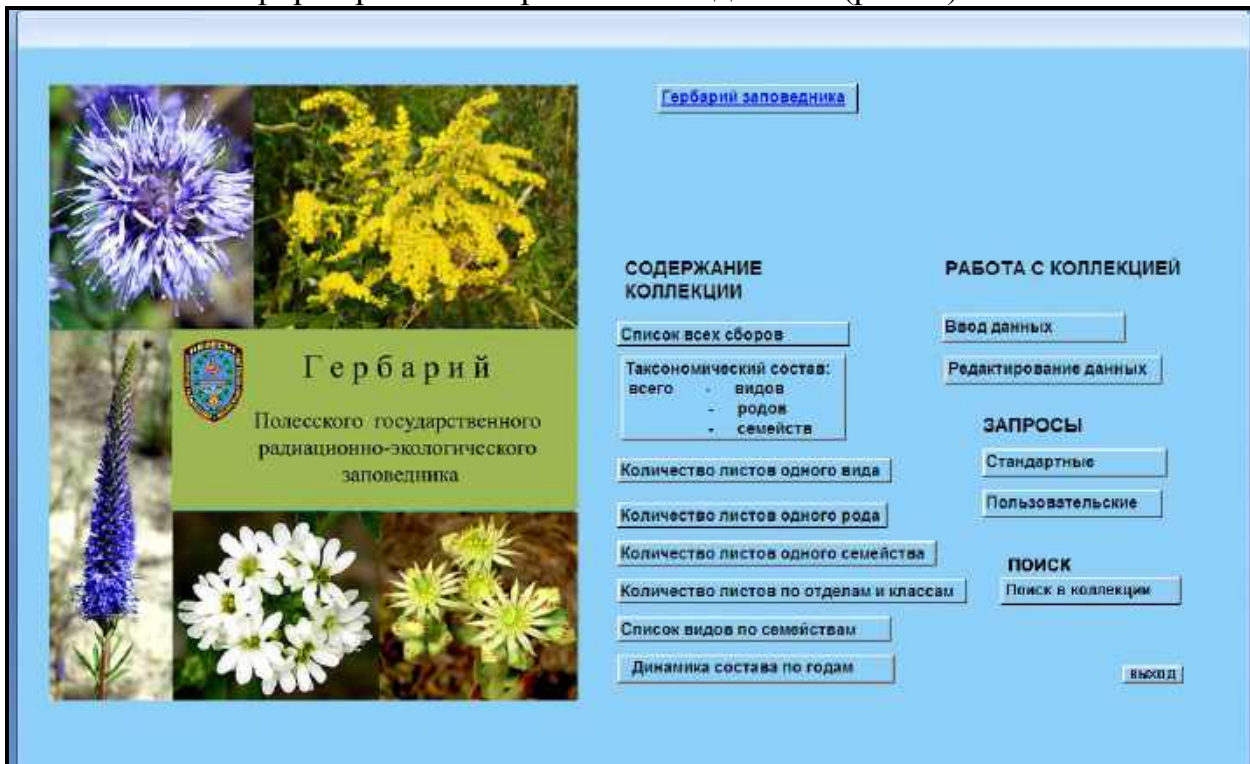 Гербарий заповедника
Гербарий
Полесского государственного
радиационно-экологического
заповедника
СОДЕРЖАНИЕ
КОЛЛЕКЦИИ
Список всех сборов
Таксономический состав:
всего - видов
- родов
- семейств
Количество листов одного вида
Количество листов одного рода
Количество листов одного семейства
Количество листов по отделам и классам
Список видов по семействам
Динамика состава по годам
РАБОТА С КОЛЛЕКЦИЕЙ
Ввод данных
Редактирование данных
ЗАПРОСЫ
Стандартные
Пользовательские
ПОИСК
Поиск в коллекции
выход